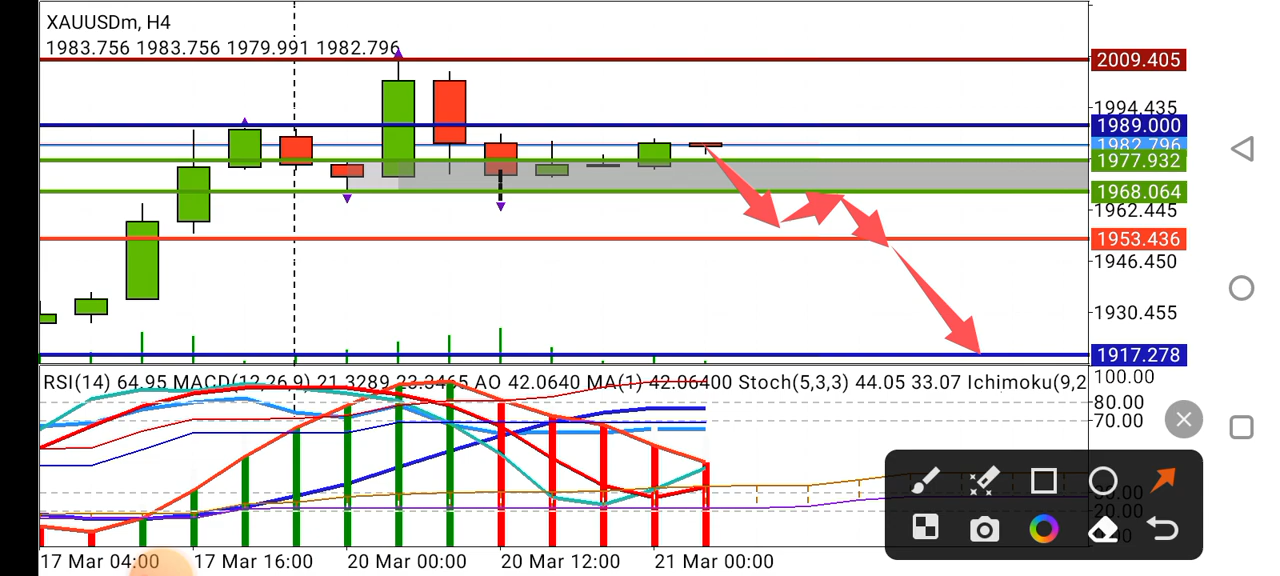 XAUUSDm, H4
1983.756 1983.756 1979.991 1982.796
2009.405
1994.435
1989.000
1982.796
1977.932
1968.064
1962.445
1953.436
1946.450
1930.455
1917.278
RSI(14) 64.95 MACD(12,26,9) 21.3289 23.3465 AO 42.0640 MA(1) 42.06400 Stoch(5,3,3) 44.05 33.07 Ichimoku(9,2
100.00
80.00
70.00
20.00
17 Mar 04:00
17 Mar 16:00
20 Mar 00:00
20 Mar 12:00
21 Mar 00:00